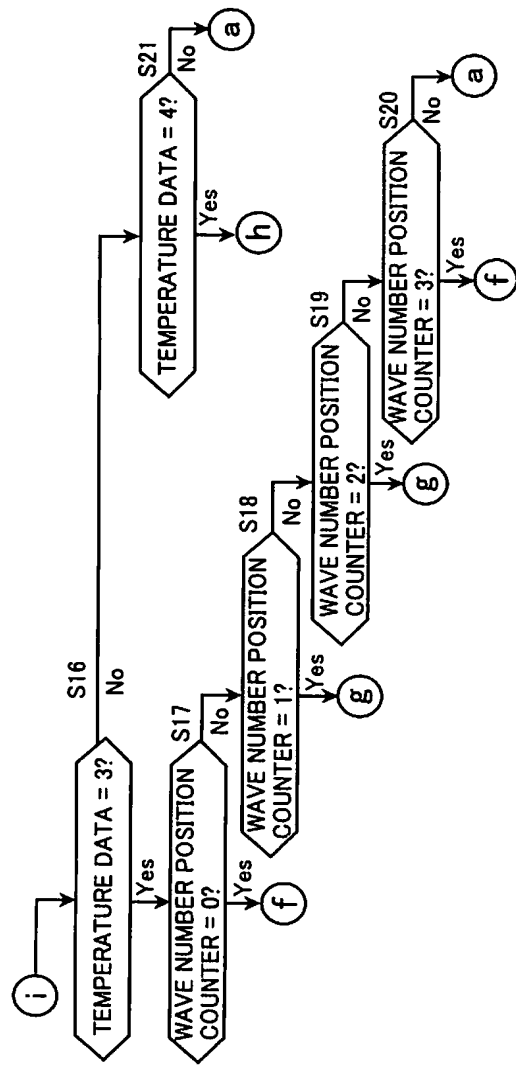 i
TEMPERATURE DATA = 3?
S16
No
Yes
TEMPERATURE DATA = 4?
S21
No
a
Yes
h
WAVE NUMBER POSITION
COUNTER = 0?
S17
No
Yes
f
WAVE NUMBER POSITION
COUNTER = 1?
S18
No
Yes
g
WAVE NUMBER POSITION
COUNTER = 2?
S19
No
Yes
g
WAVE NUMBER POSITION
COUNTER = 3?
S20
No
a
Yes
f